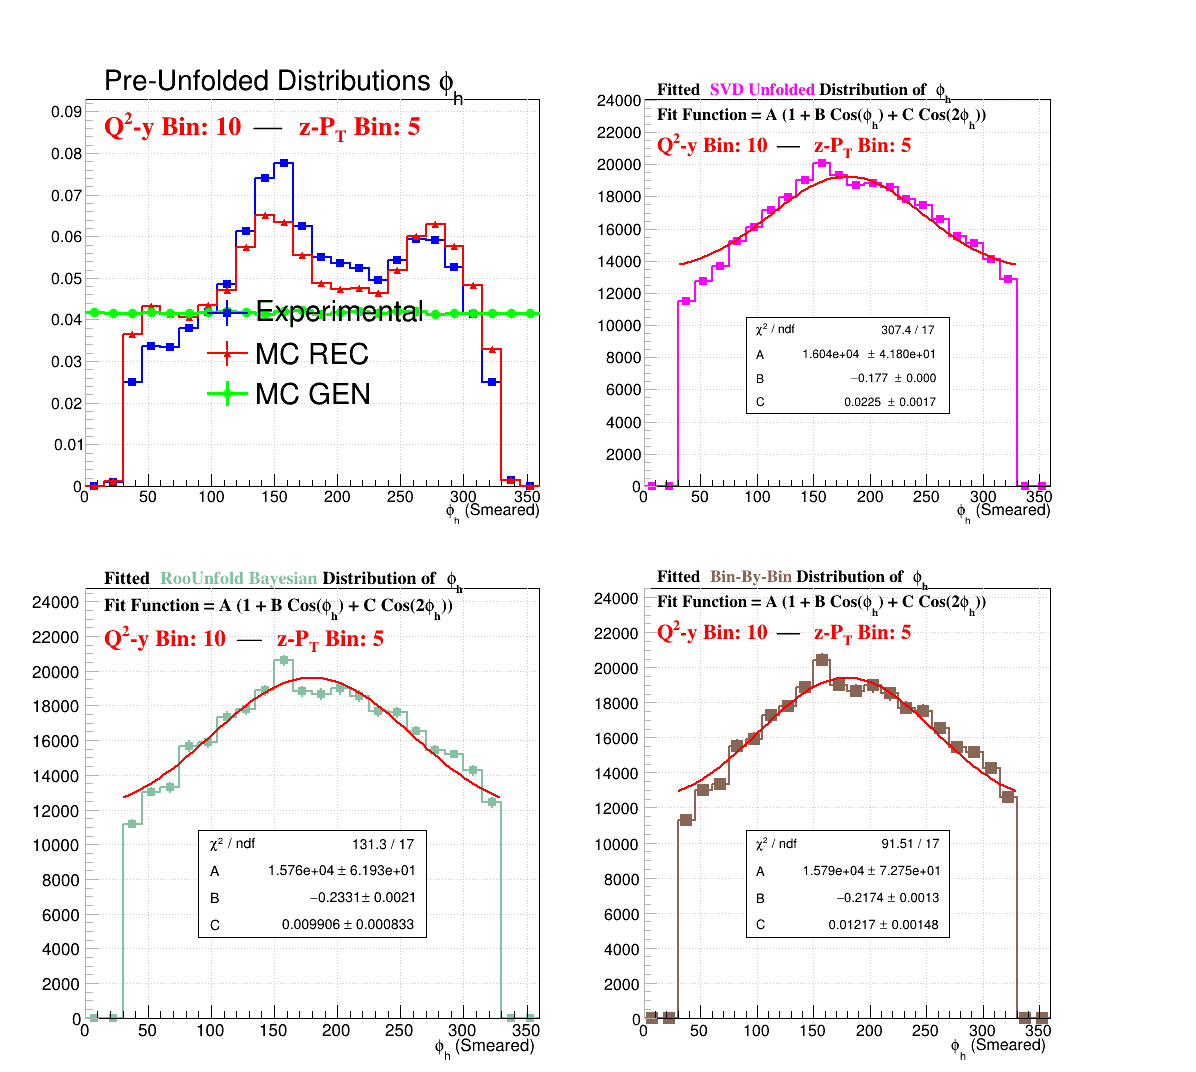 Pre-Unfolded Distributions ϕh
Q²-y Bin: 10 — z-PT Bin: 5
0.09
0.08
0.07
0.06
0.05
0.04
0.03
0.02
0.01
0
Experimental
MC REC
MC GEN
0 50 100 150 200 250 300 350
ϕh (Smeared)
Fitted SVD Unfolded Distribution of ϕh
Fit Function = A (1 + B Cos(ϕh) + C Cos(2ϕh))
Q²-y Bin: 10 — z-PT Bin: 5
24000
22000
20000
18000
16000
14000
12000
10000
8000
6000
4000
2000
0
χ² / ndf 307.4 / 17
A 1.604e+04 ± 4.180e+01
B −0.177 ± 0.000
C 0.0225 ± 0.0017
0 50 100 150 200 250 300 350
ϕh (Smeared)
Fitted RooUnfold Bayesian Distribution of ϕh
Fit Function = A (1 + B Cos(ϕh) + C Cos(2ϕh))
Q²-y Bin: 10 — z-PT Bin: 5
24000
22000
20000
18000
16000
14000
12000
10000
8000
6000
4000
2000
0
χ² / ndf 131.3 / 17
A 1.576e+04 ± 6.193e+01
B −0.2331 ± 0.0021
C 0.009906 ± 0.000833
0 50 100 150 200 250 300 350
ϕh (Smeared)
Fitted Bin-By-Bin Distribution of ϕh
Fit Function = A (1 + B Cos(ϕh) + C Cos(2ϕh))
Q²-y Bin: 10 — z-PT Bin: 5
24000
22000
20000
18000
16000
14000
12000
10000
8000
6000
4000
2000
0
χ² / ndf 91.51 / 17
A 1.579e+04 ± 7.275e+01
B −0.2174 ± 0.0013
C 0.01217 ± 0.00148
0 50 100 150 200 250 300 350
ϕh (Smeared)